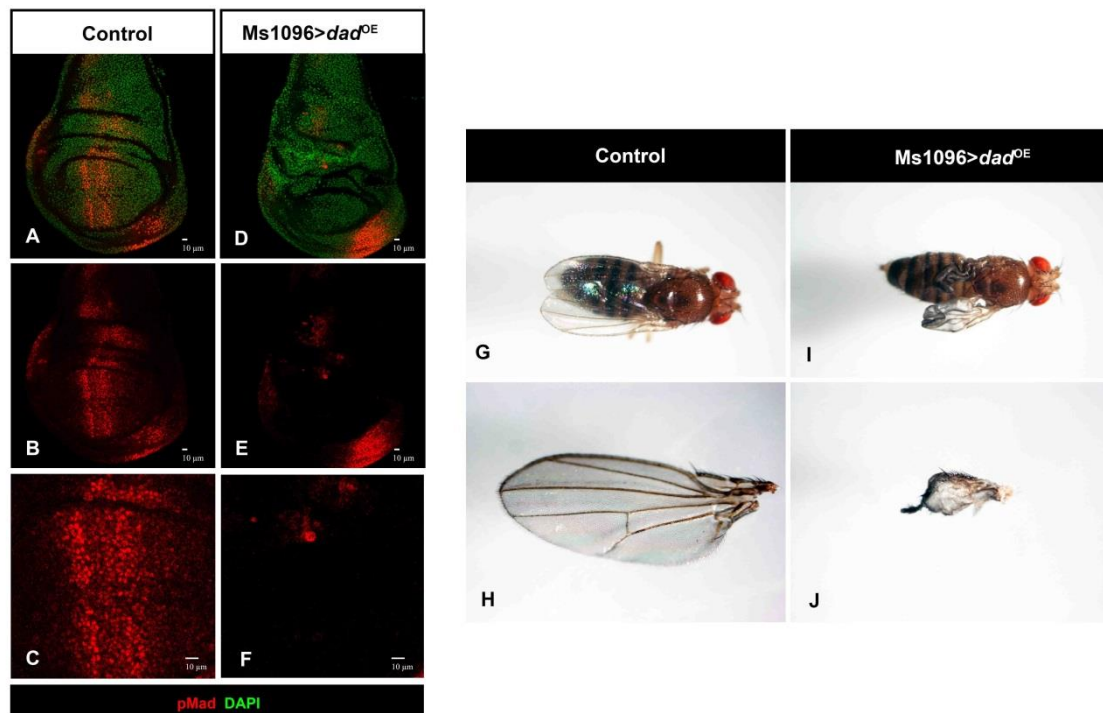 Control
Ms1096>dadOE
A
10 µm
D
10 µm
B
10 µm
E
10 µm
C
10 µm
F
10 µm
pMad DAPI
Control
Ms1096>dadOE
G
I
H
J